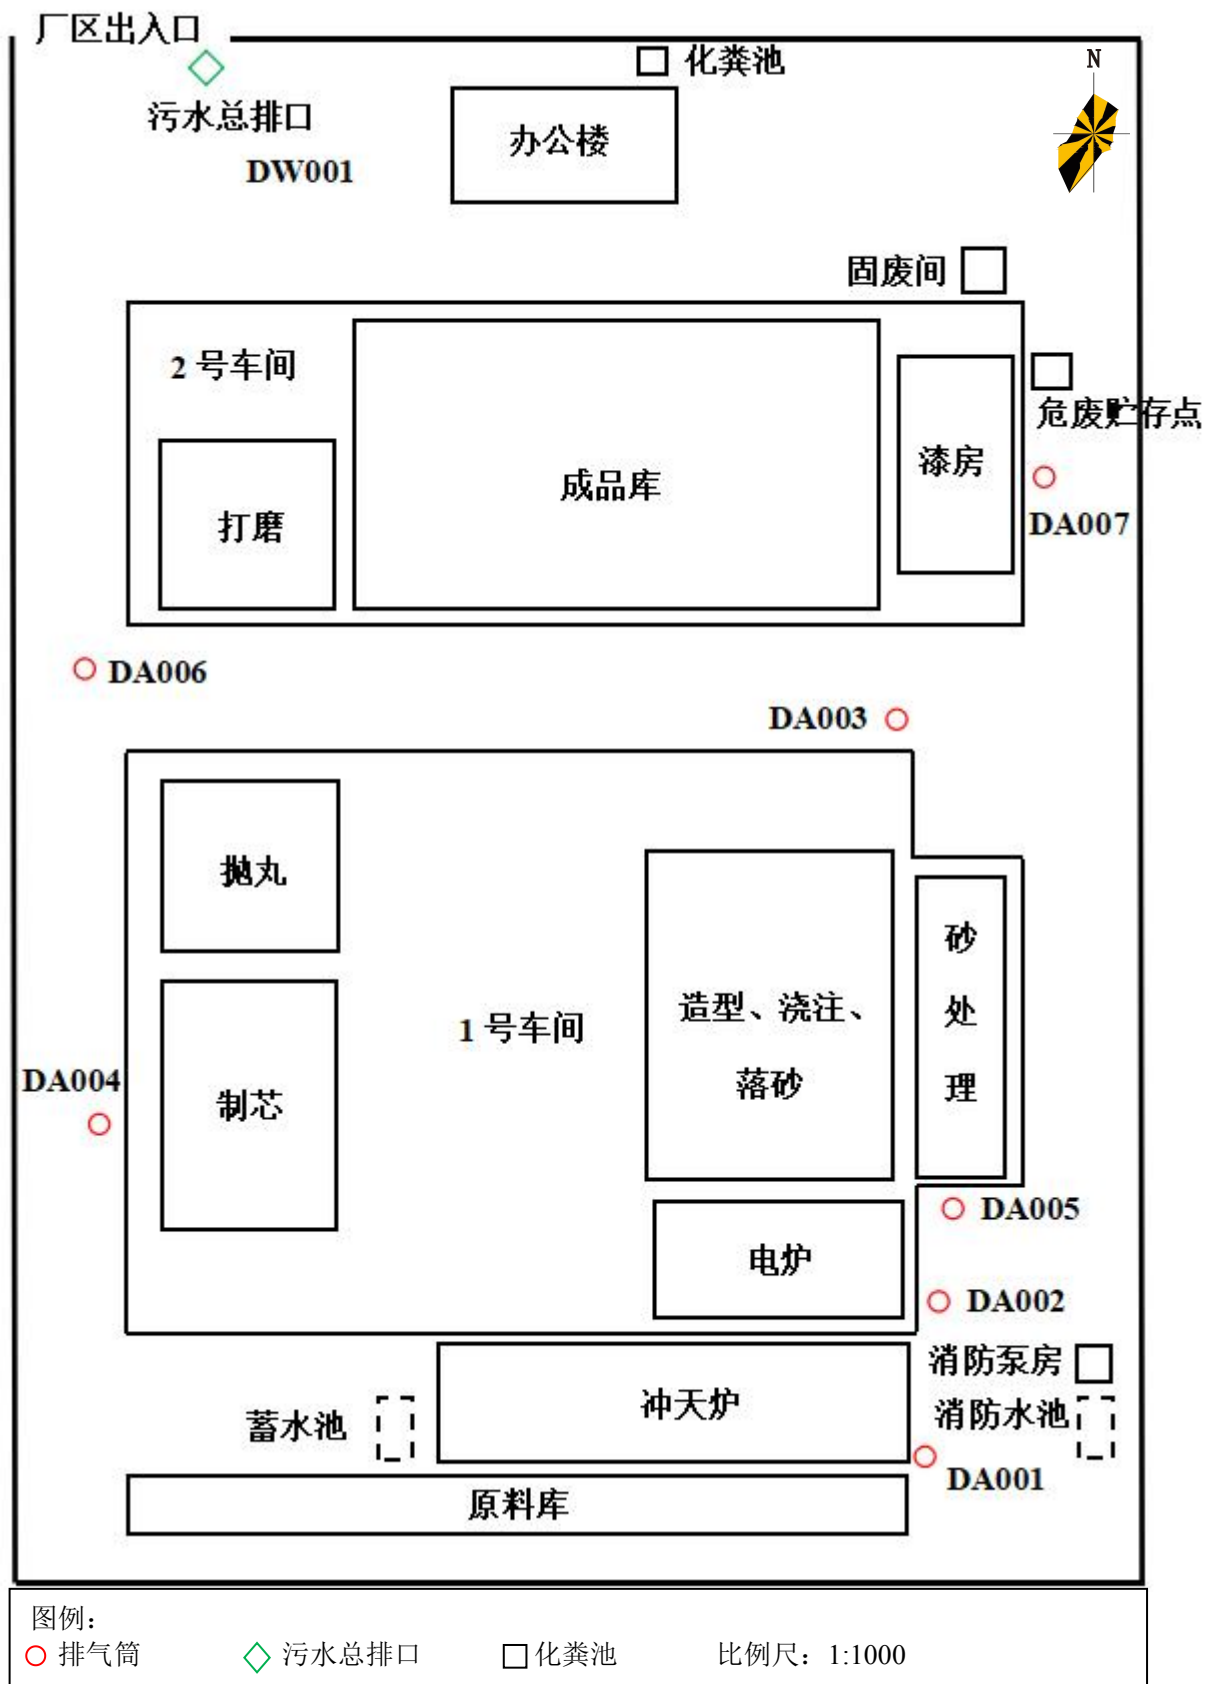 厂区出入口
化粪池
N
污水总排口
办公楼
DW001
固废间
2 号车间
危废贮存点
漆房
成品库
打磨
DA007
DA006
DA003
抛丸
砂
处
理
造型、浇注、
落砂
1 号车间
DA004
制芯
DA005
电炉
DA002
消防泵房
冲天炉
消防水池
蓄水池
DA001
原料库
图例：
排气筒 污水总排口 化粪池 比例尺：1:1000